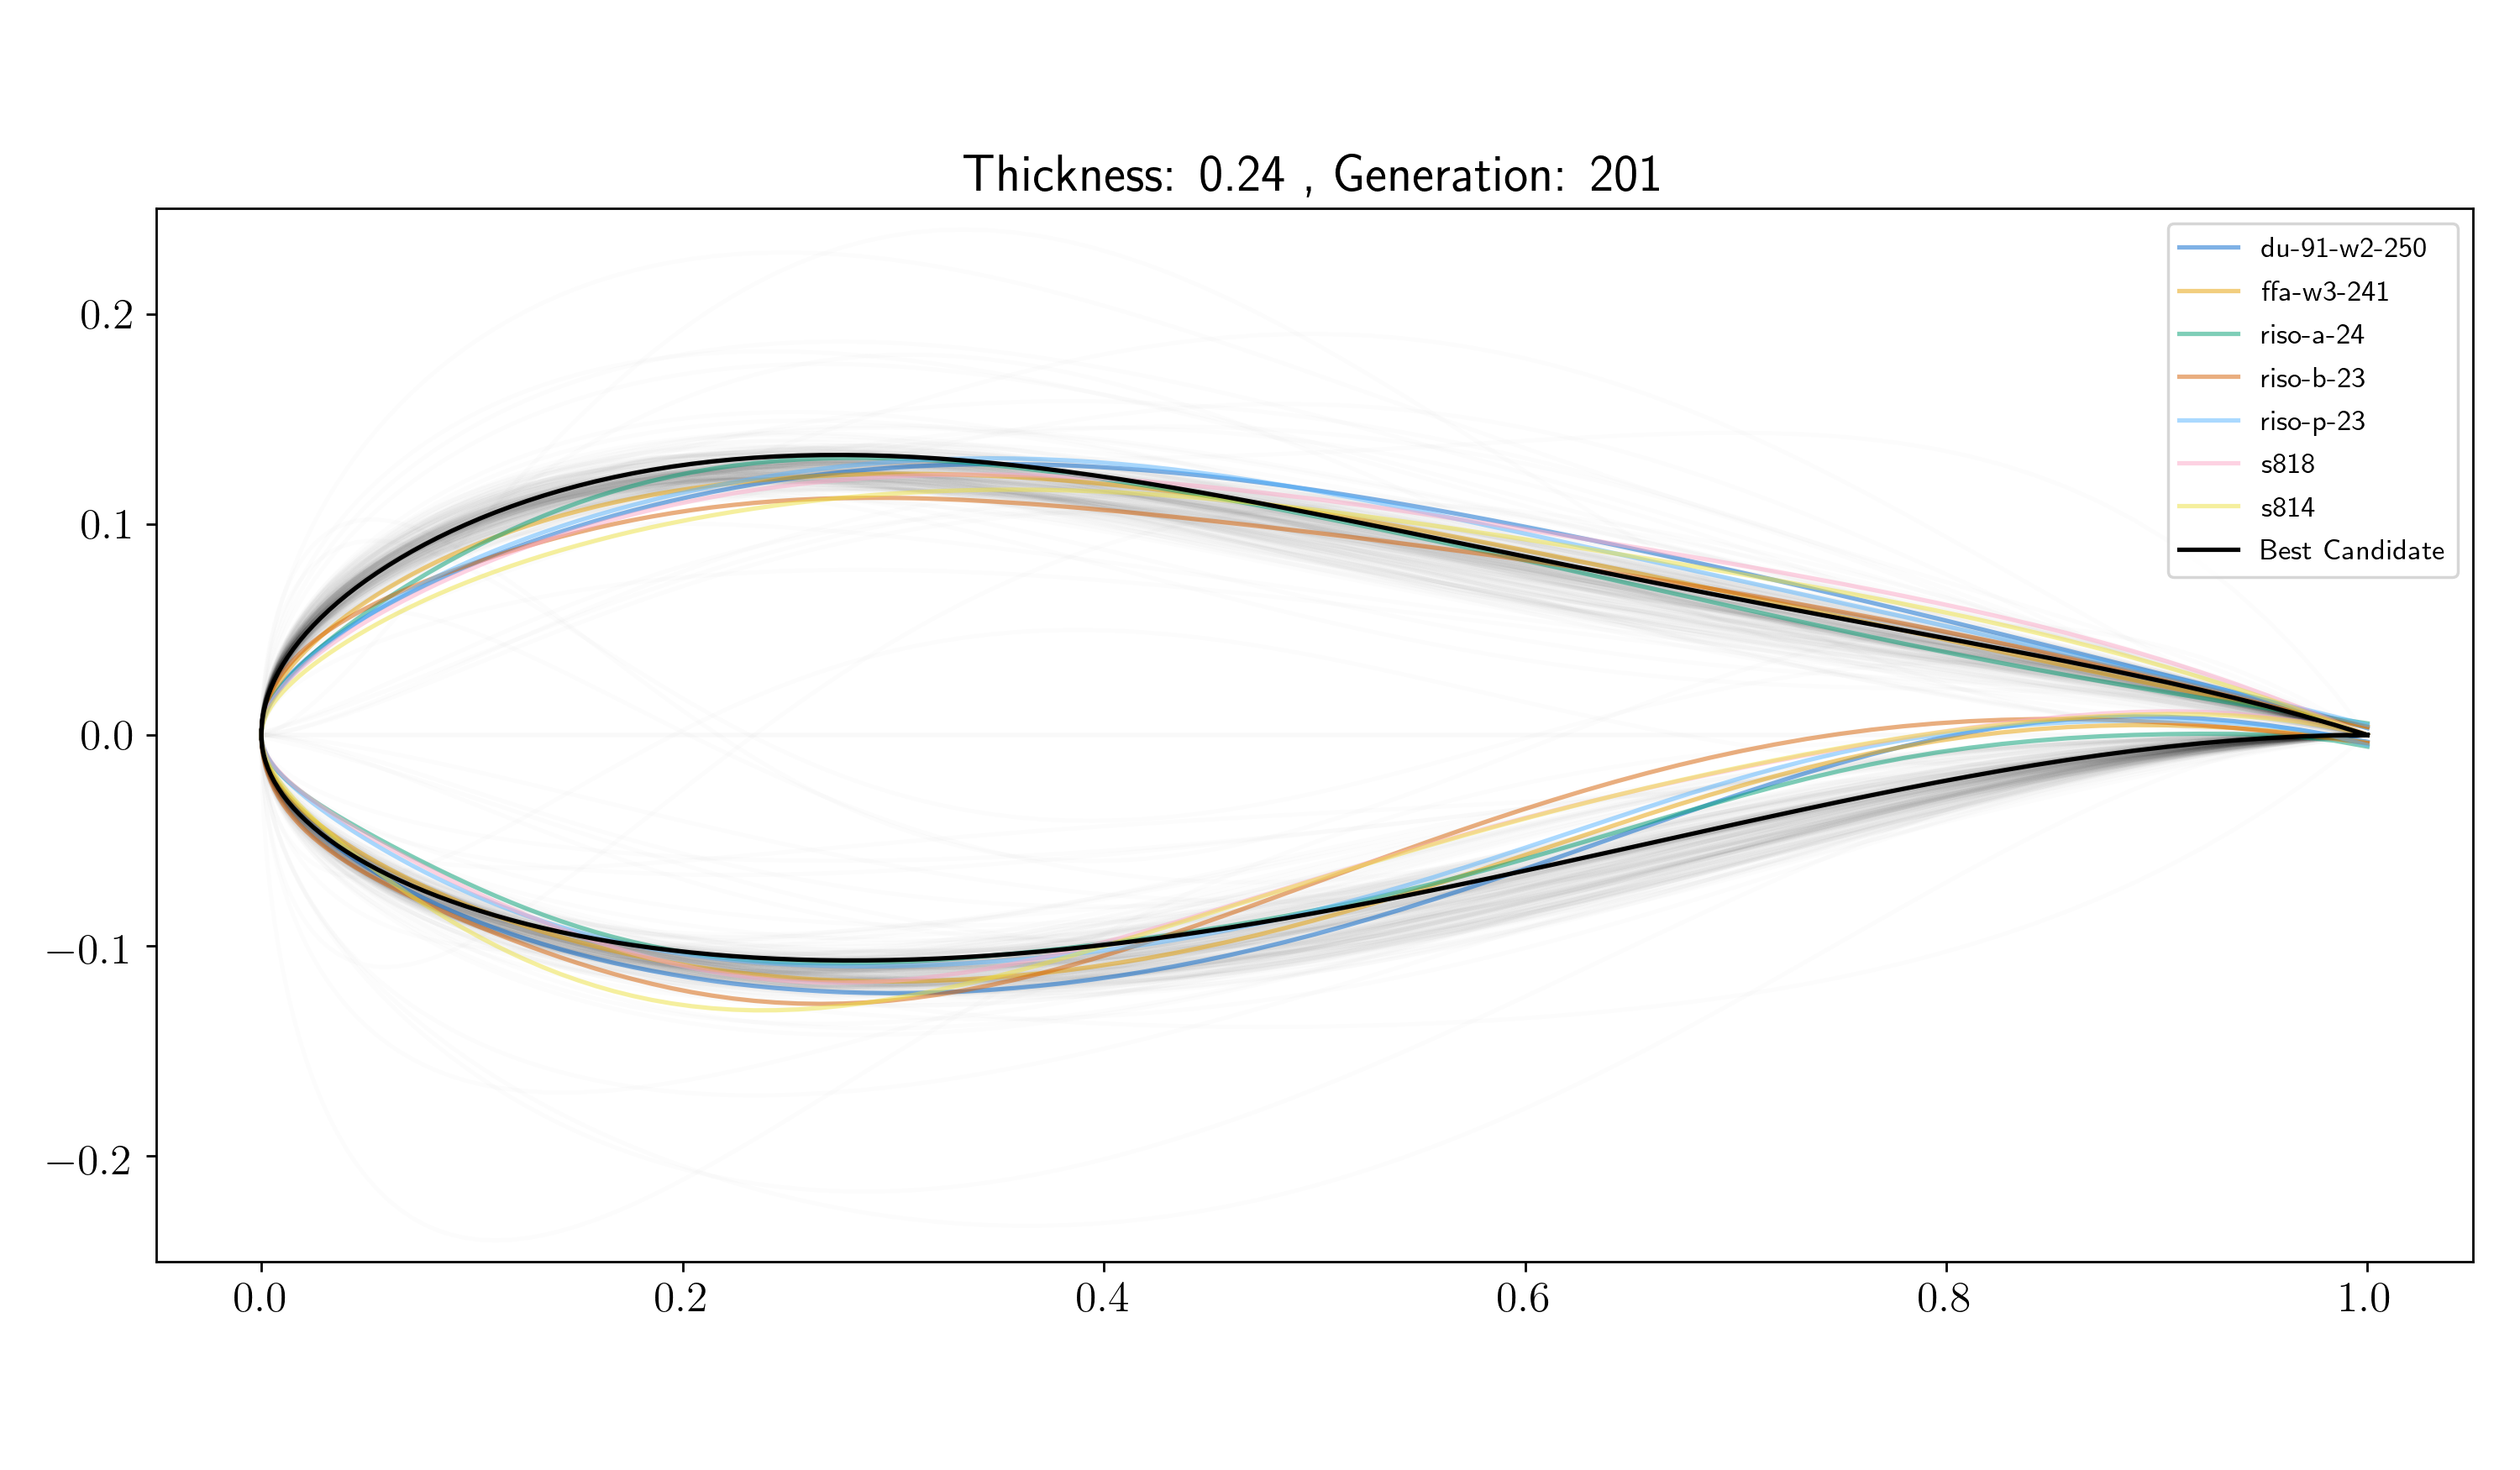 Thickness: 0.24 , Generation: 201
du-91-w2-250
ffa-w3-241
riso-a-24
riso-b-23
riso-p-23
s818
s814
Best Candidate
0.2
0.1
0.0
−0.1
−0.2
0.0 0.2 0.4 0.6 0.8 1.0